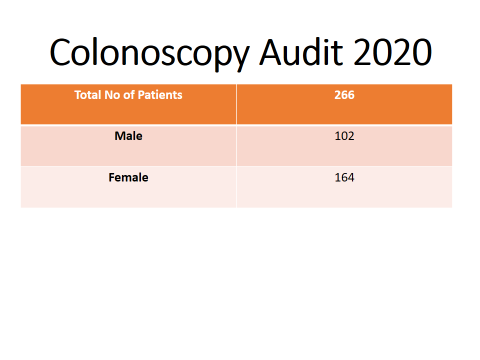 Colonoscopy Audit 2020
Total No of Patients 266
Male 102
Female 164